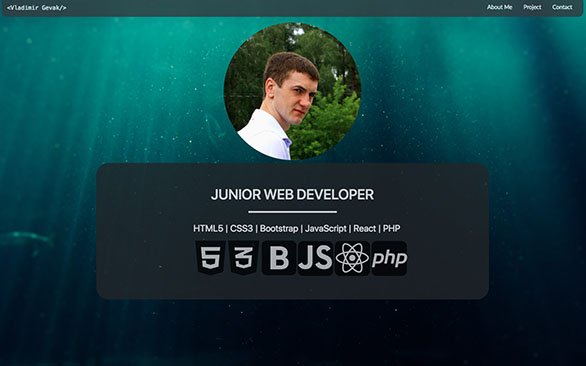 <Vladimir Gevak/>
About Me Project Contact
JUNIOR WEB DEVELOPER
HTML5 | CSS3 | Bootstrap | JavaScript | React | PHP
5 3 B JS php